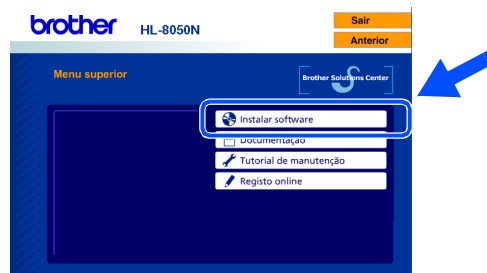 brother
HL-8050N
Sair
Anterior
Menu superior
Brother Solutions Center
Instalar software
Documentação
Tutorial de manutenção
Registo online